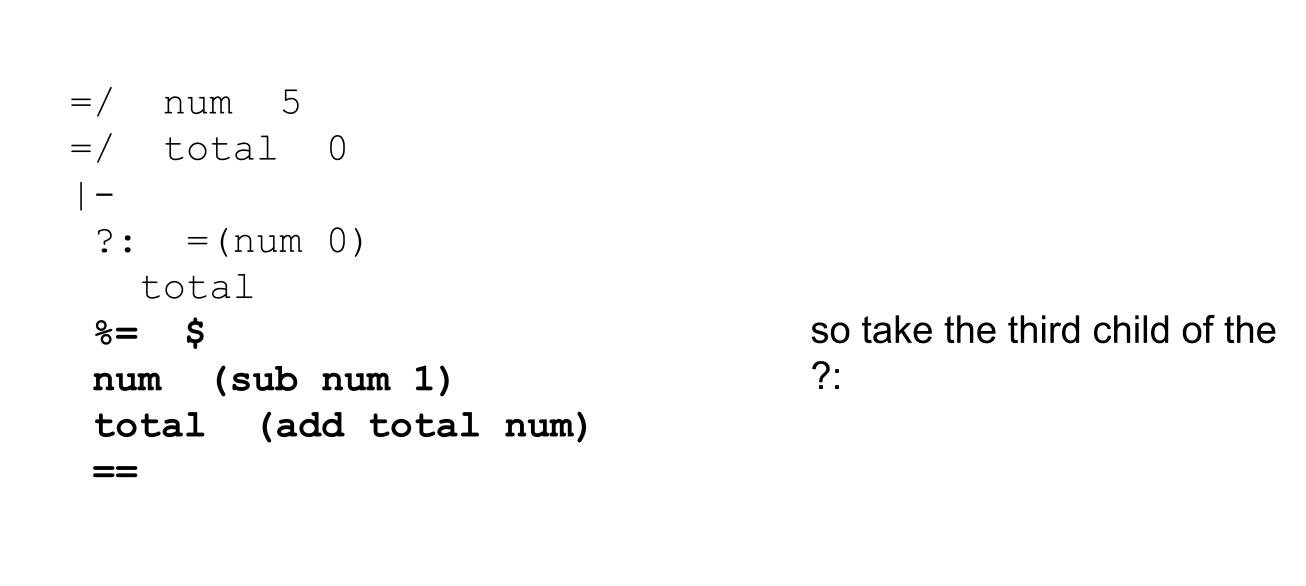 =/  num  5
=/  total  0
|-
?:  =(num 0)
total
%=  $
num  (sub num 1)
total  (add total num)
==
so take the third child of the
?: